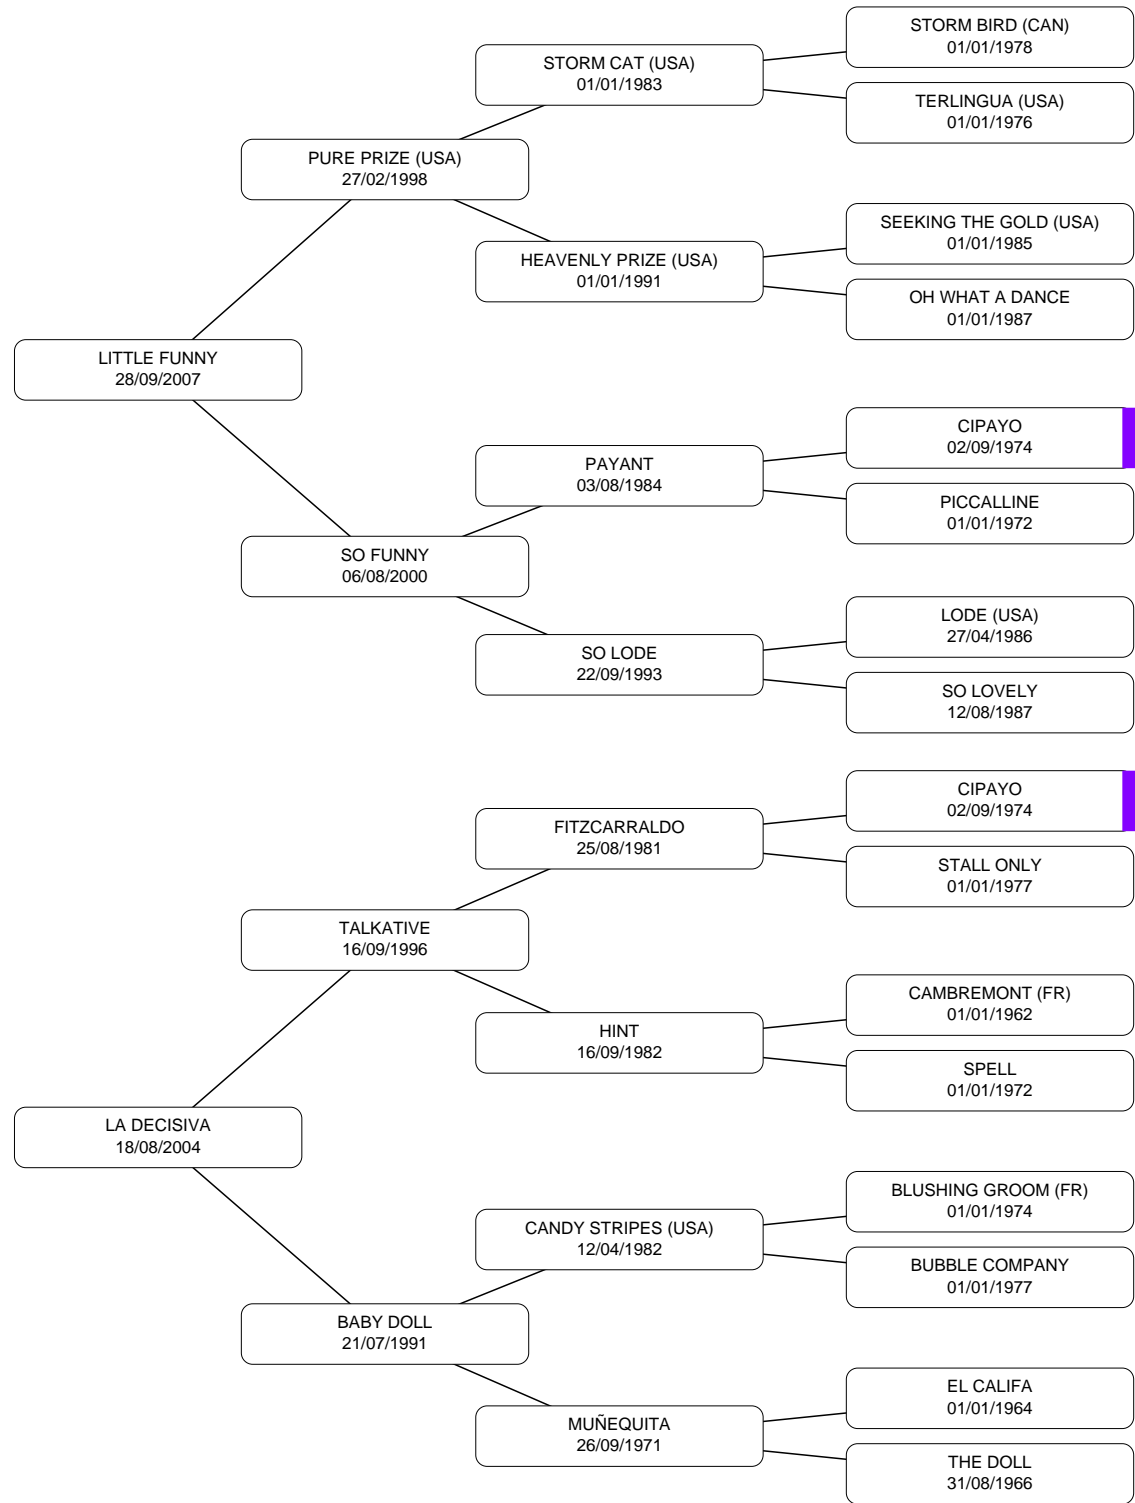 STORM BIRD (CAN)
01/01/1978
STORM CAT (USA)
01/01/1983
TERLINGUA (USA)
01/01/1976
PURE PRIZE (USA)
27/02/1998
SEEKING THE GOLD (USA)
01/01/1985
HEAVENLY PRIZE (USA)
01/01/1991
OH WHAT A DANCE
01/01/1987
LITTLE FUNNY
28/09/2007
CIPAYO
02/09/1974
PAYANT
03/08/1984
PICCALLINE
01/01/1972
SO FUNNY
06/08/2000
LODE (USA)
27/04/1986
SO LODE
22/09/1993
SO LOVELY
12/08/1987
CIPAYO
02/09/1974
FITZCARRALDO
25/08/1981
STALL ONLY
01/01/1977
TALKATIVE
16/09/1996
CAMBREMONT (FR)
01/01/1962
HINT
16/09/1982
SPELL
01/01/1972
LA DECISIVA
18/08/2004
BLUSHING GROOM (FR)
01/01/1974
CANDY STRIPES (USA)
12/04/1982
BUBBLE COMPANY
01/01/1977
BABY DOLL
21/07/1991
EL CALIFA
01/01/1964
MUÑEQUITA
26/09/1971
THE DOLL
31/08/1966